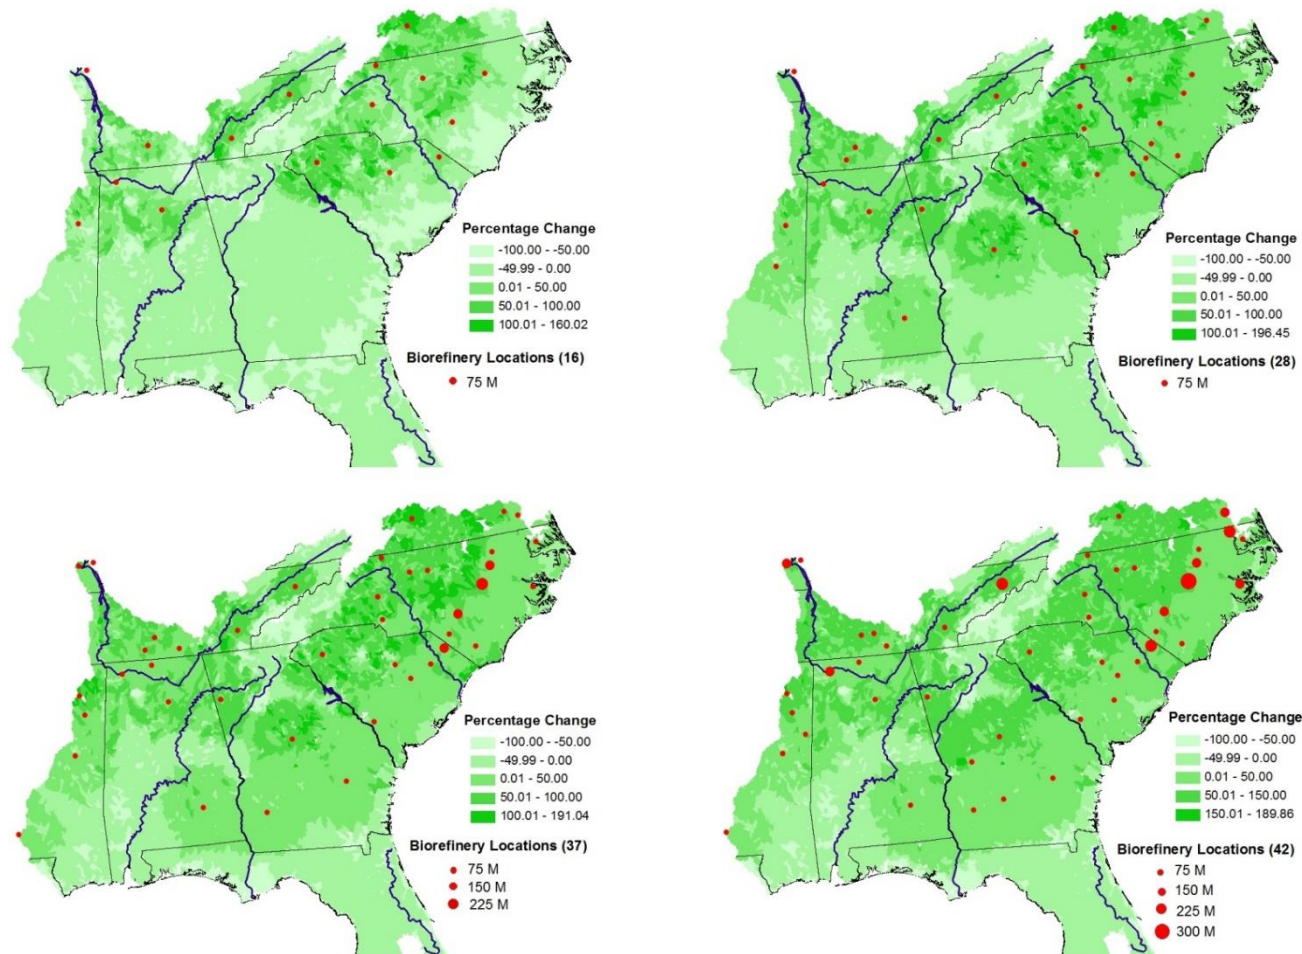 Percentage Change
-100.00 - -50.00
-49.99 - 0.00
0.01 - 50.00
50.01 - 100.00
100.01 - 160.02
Biorefinery Locations (16)
75 M
Percentage Change
-100.00 - -50.00
-49.99 - 0.00
0.01 - 50.00
50.01 - 100.00
100.01 - 196.45
Biorefinery Locations (28)
75 M
Percentage Change
-100.00 - -50.00
-49.99 - 0.00
0.01 - 50.00
50.01 - 100.00
100.01 - 191.04
Biorefinery Locations (37)
75 M
150 M
225 M
Percentage Change
-100.00 - -50.00
-49.99 - 0.00
0.01 - 50.00
50.01 - 150.00
150.01 - 189.86
Biorefinery Locations (42)
75 M
150 M
225 M
300 M